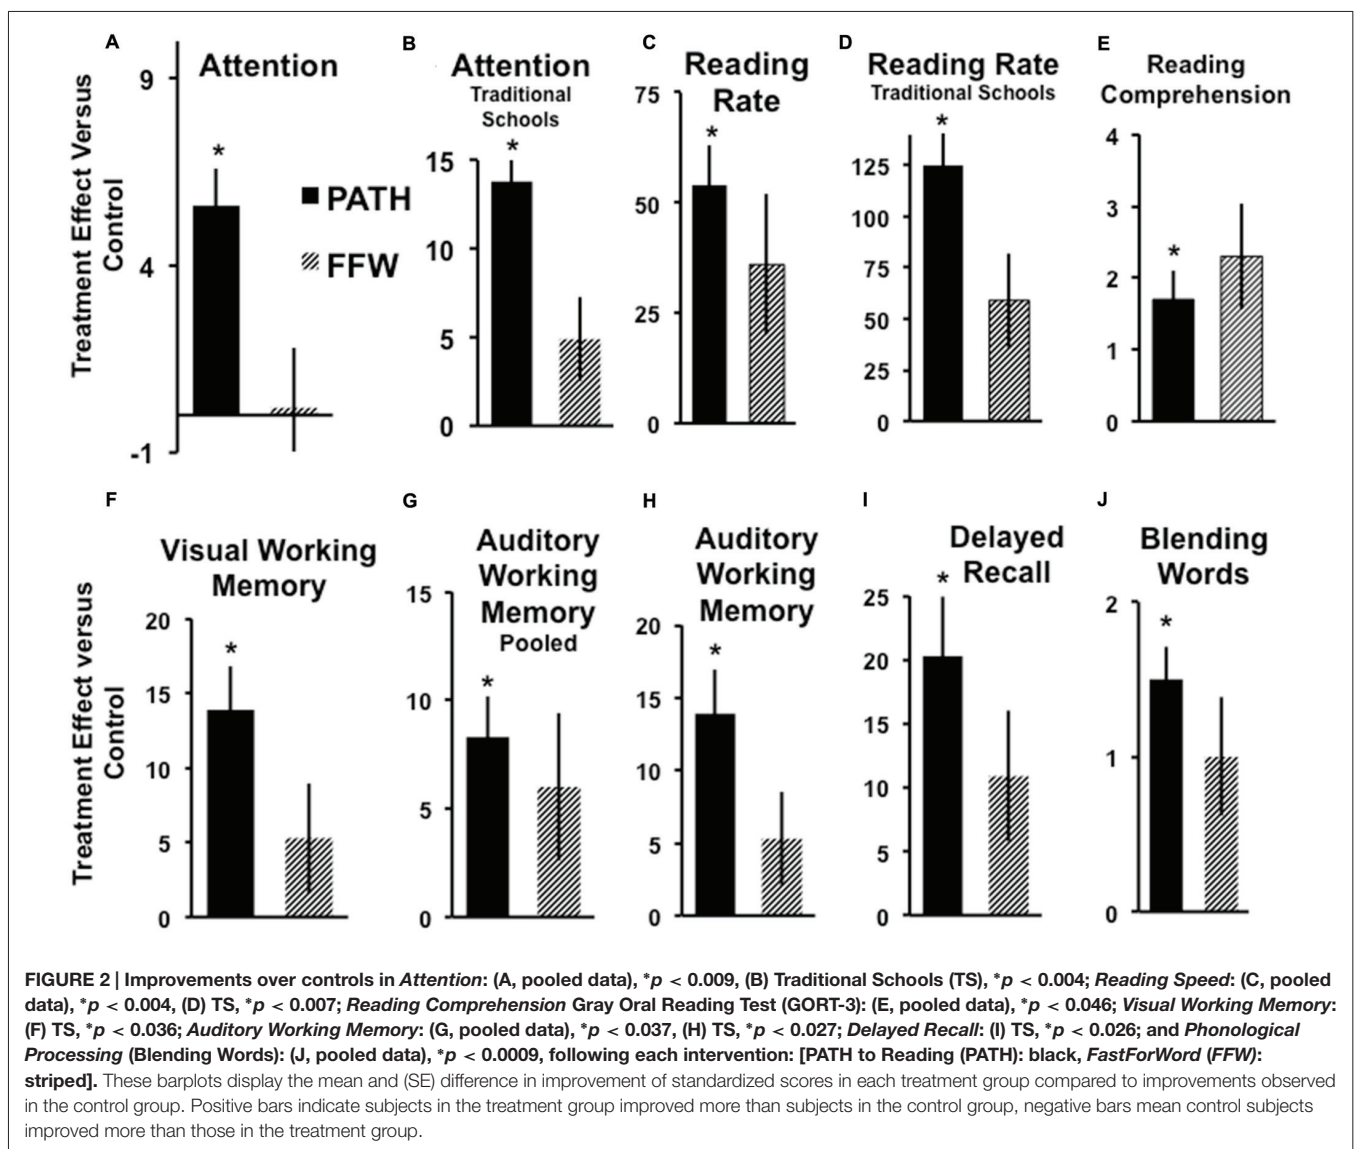 A
Attention
9
4
-1
Treatment Effect Versus
Control
*
PATH
FFW
B
Attention
Traditional
Schools
15
10
5
0
*
C
Reading
Rate
75
50
25
0
*
D
Reading Rate
Traditional Schools
125
100
75
50
25
0
*
E
Reading
Comprehension
4
3
2
1
0
*
F
Visual Working
Memory
20
15
10
5
0
Treatment Effect versus
Control
*
G
Auditory
Working
Memory
Pooled
15
10
5
0
*
H
Auditory
Working
Memory
20
15
10
5
0
*
I
Delayed
Recall
25
20
15
10
5
0
*
J
Blending
Words
2
1
0
*
FIGURE 2 | Improvements over controls in Attention: (A, pooled data), *p < 0.009, (B) Traditional Schools (TS), *p < 0.004; Reading Speed: (C, pooled
data), *p < 0.004, (D) TS, *p < 0.007; Reading Comprehension Gray Oral Reading Test (GORT-3): (E, pooled data), *p < 0.046; Visual Working Memory:
(F) TS, *p < 0.036; Auditory Working Memory: (G, pooled data), *p < 0.037, (H) TS, *p < 0.027; Delayed Recall: (I) TS, *p < 0.026; and Phonological
Processing (Blending Words): (J, pooled data), *p < 0.0009, following each intervention: [PATH to Reading (PATH): black, FastForWord (FFW):
striped]. These barplots display the mean and (SE) difference in improvement of standardized scores in each treatment group compared to improvements observed
in the control group. Positive bars indicate subjects in the treatment group improved more than subjects in the control group, negative bars mean control subjects
improved more than those in the treatment group.